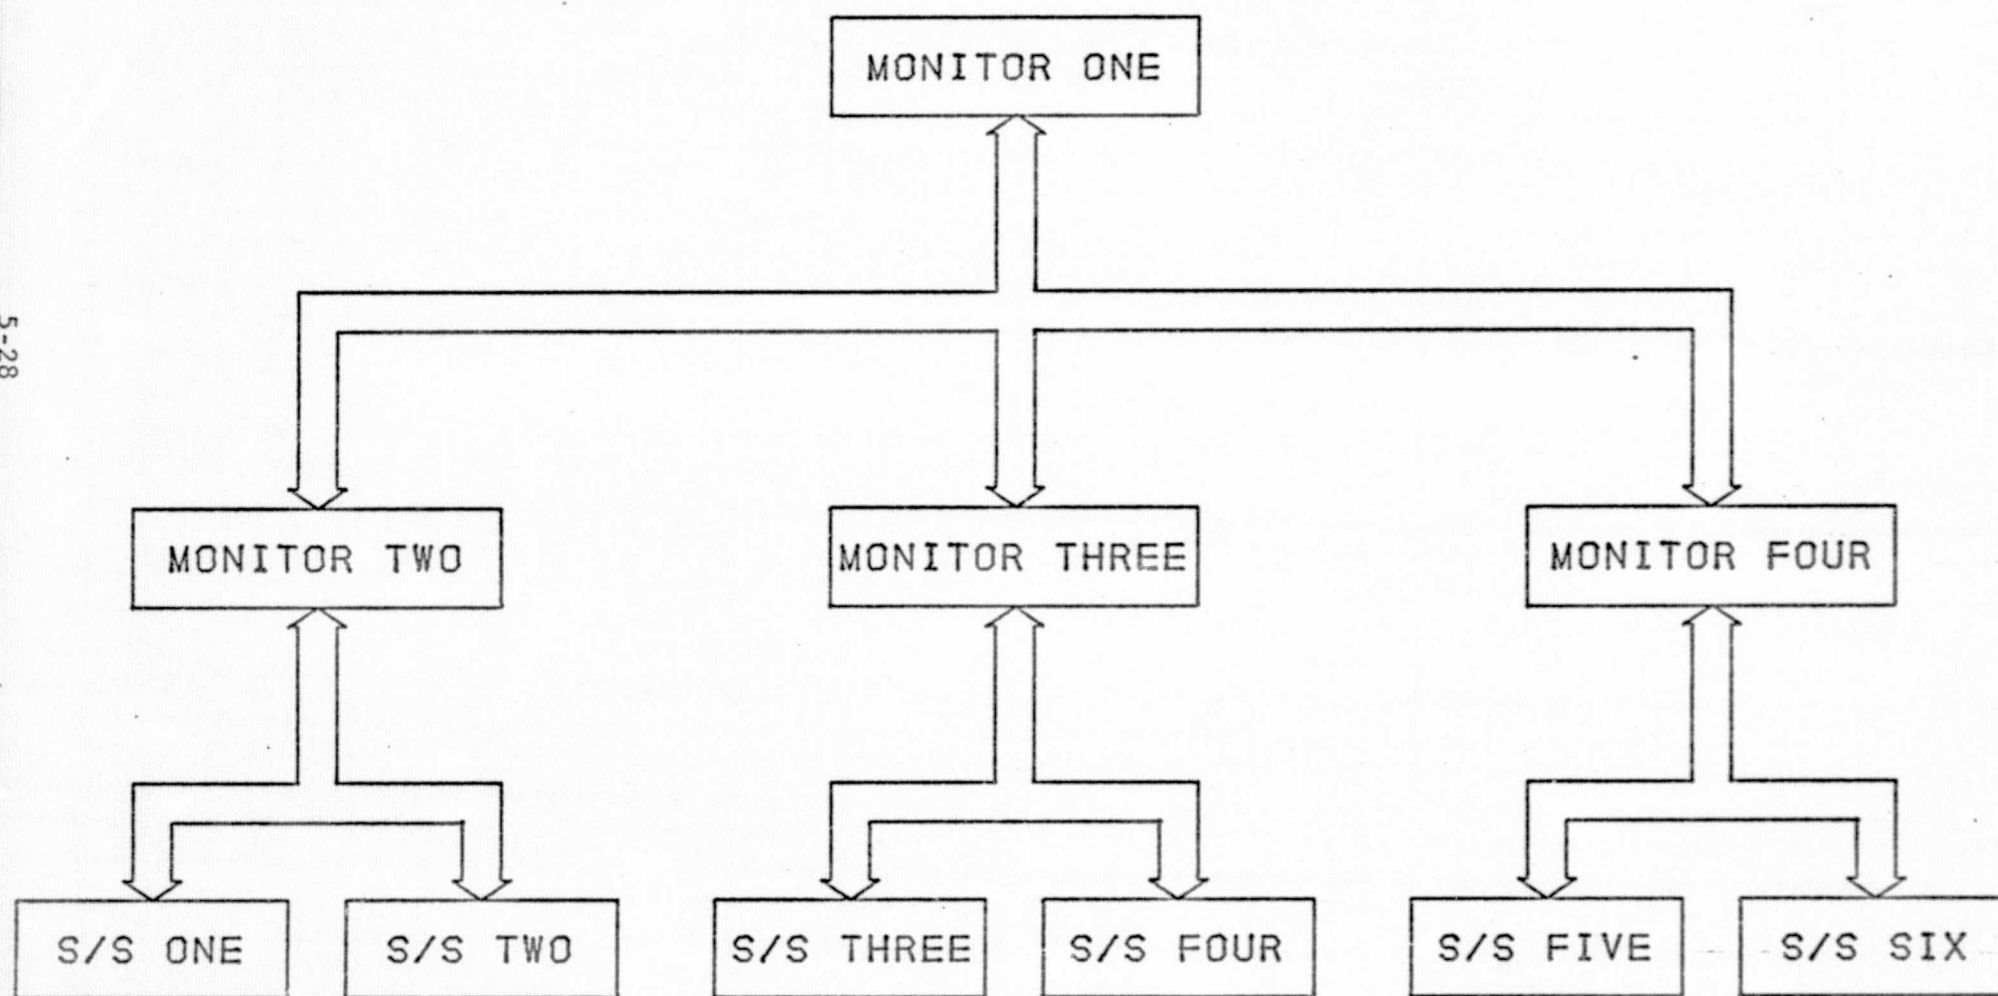 MONITOR ONE
5-28
MONITOR TWO
MONITOR THREE
MONITOR FOUR
S/S ONE
S/S TWO
S/S THREE
S/S FOUR
S/S FIVE
S/S SIX